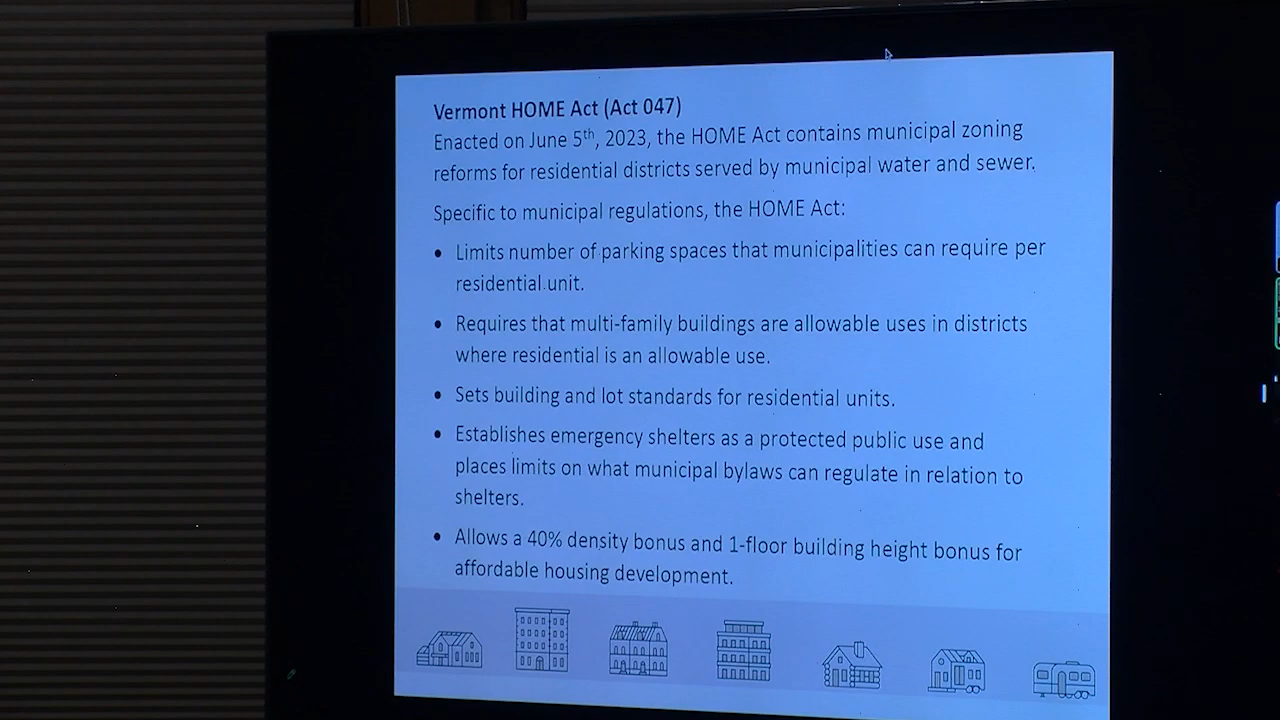 Vermont HOME Act (Act 047)
Enacted on June 5th, 2023, the HOME Act contains municipal zoning
reforms for residential districts served by municipal water and sewer.
Specific to municipal regulations, the HOME Act:
• Limits number of parking spaces that municipalities can require per
residential unit.
• Requires that multi-family buildings are allowable uses in districts
where residential is an allowable use.
• Sets building and lot standards for residential units.
• Establishes emergency shelters as a protected public use and
places limits on what municipal bylaws can regulate in relation to
shelters.
• Allows a 40% density bonus and 1-floor building height bonus for
affordable housing development.